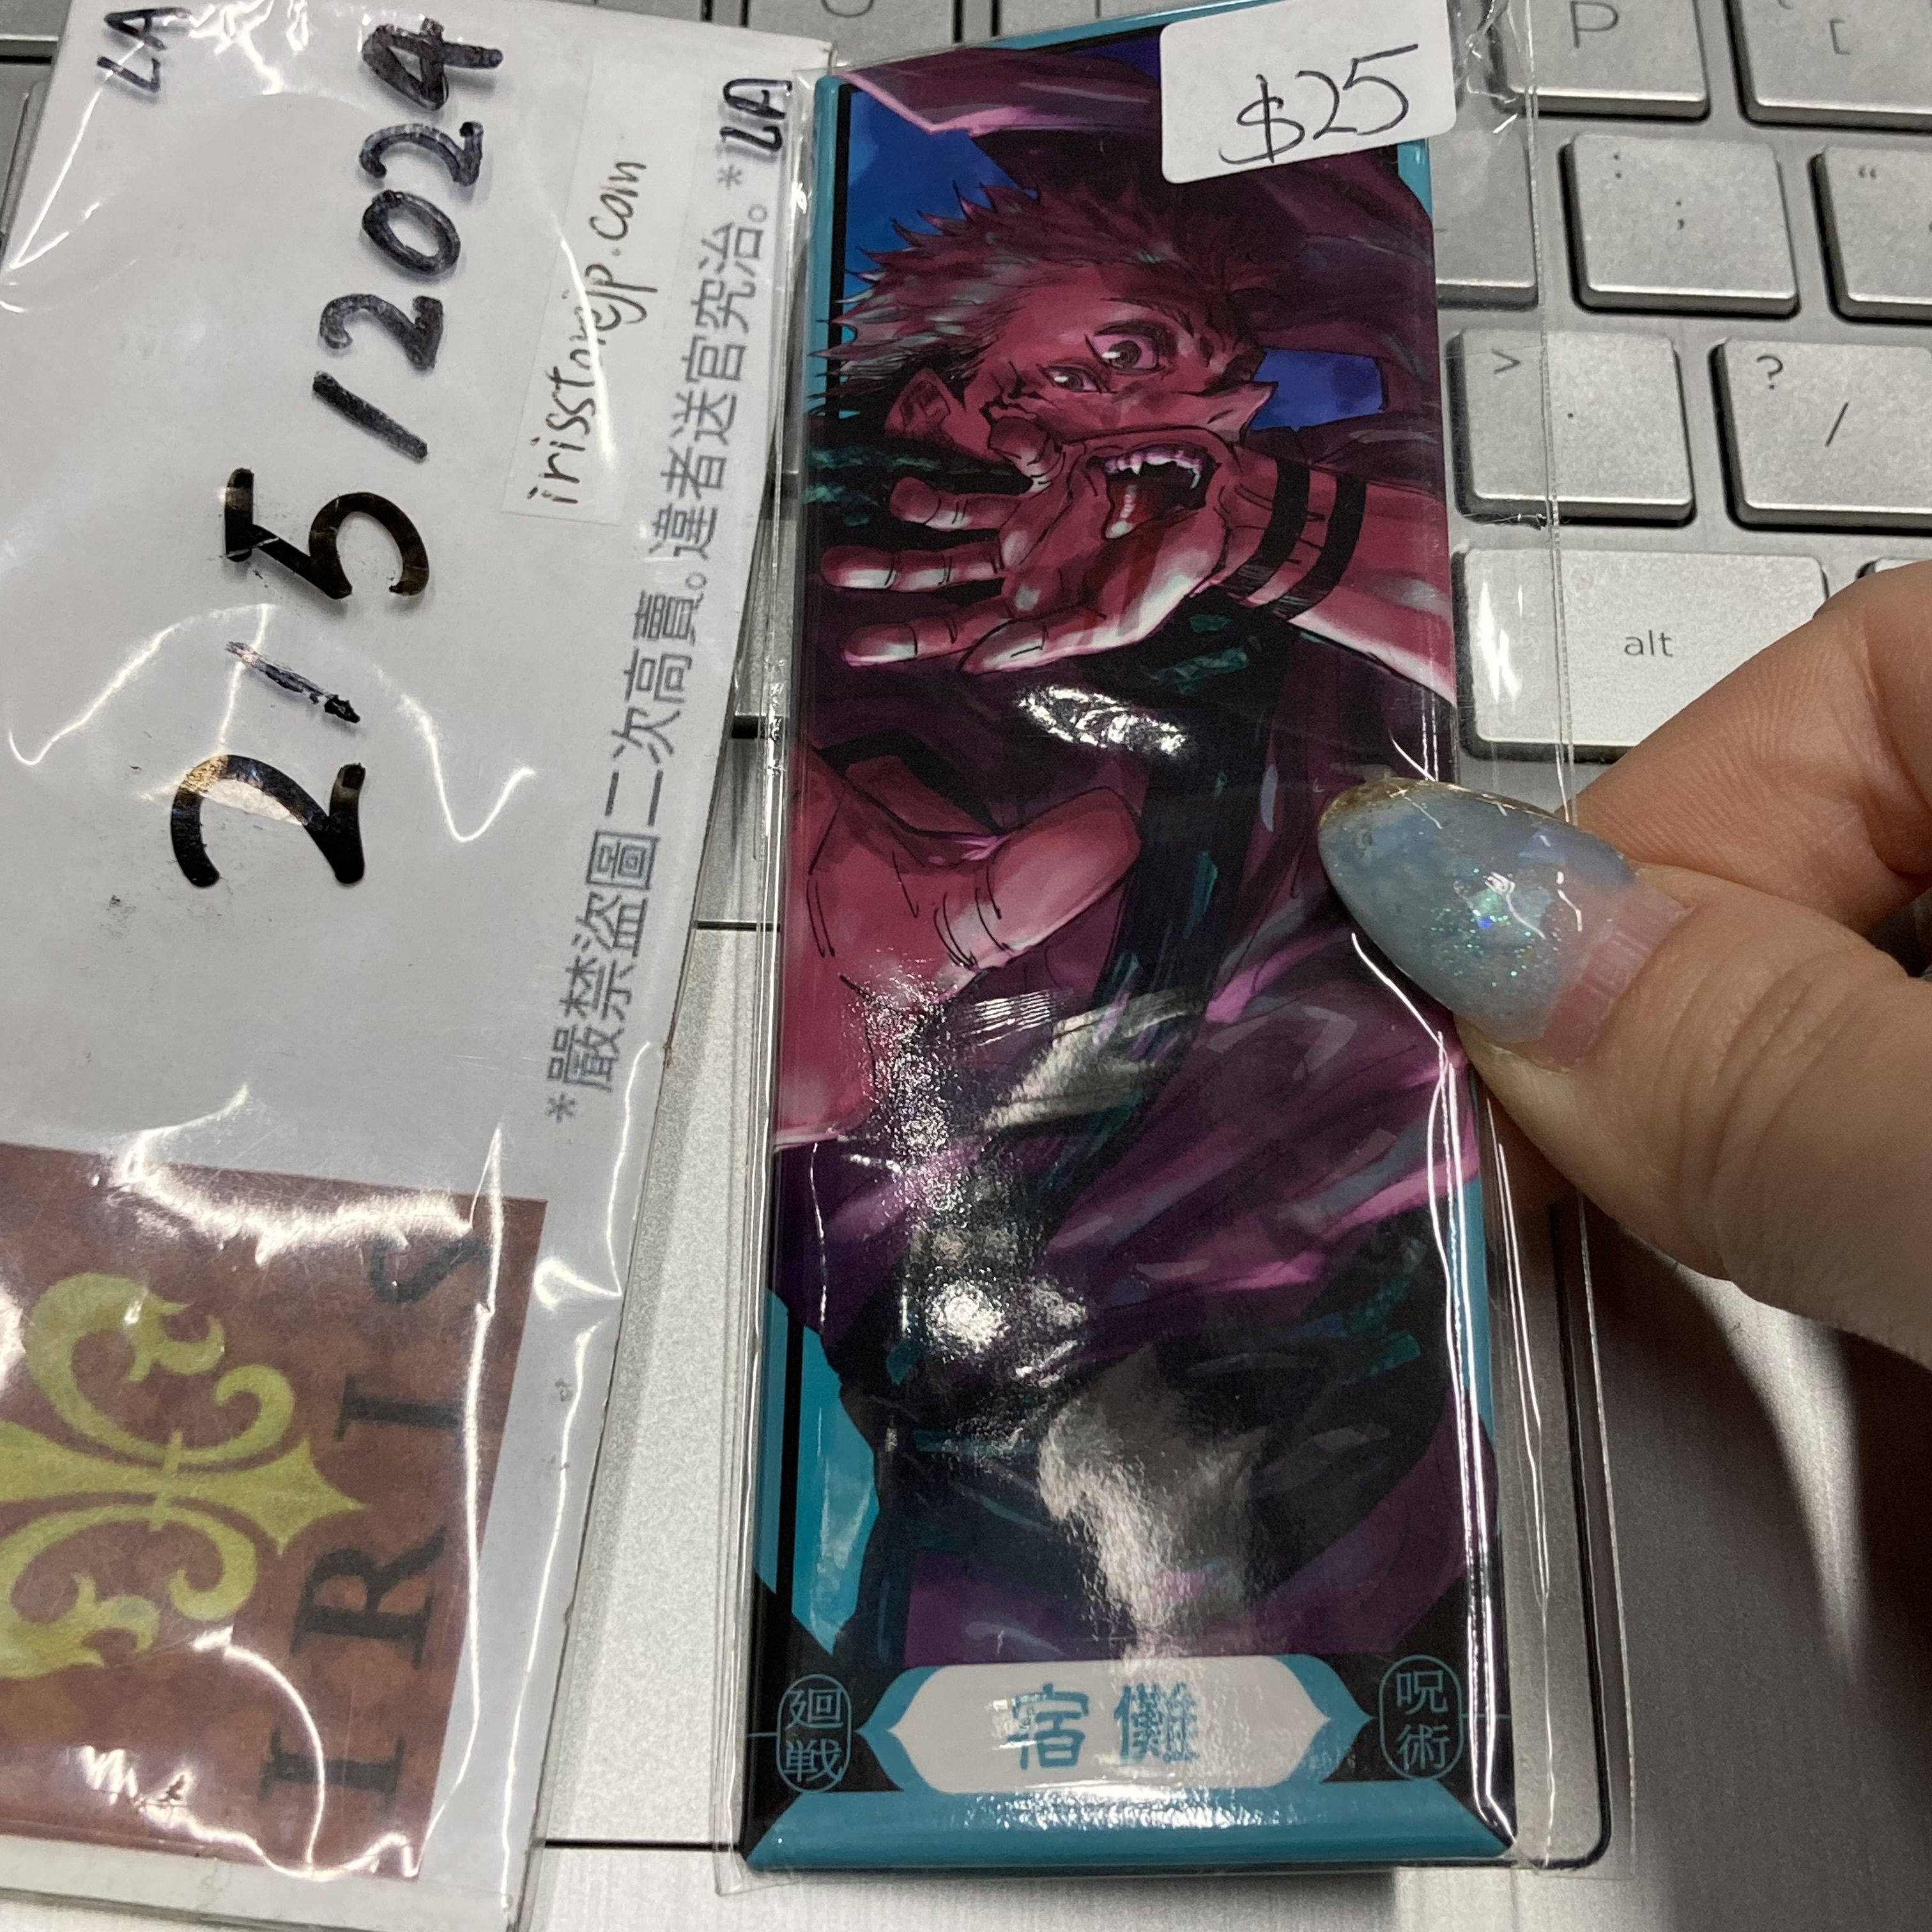 LA
21/5/2024
irisstorejp.com
*嚴禁盜圖二次高賣。違者送官究治。* LA
IRIS
$25
宿儺
廻戦
呪術
P
[
:
;
“
>
.
?
/
alt